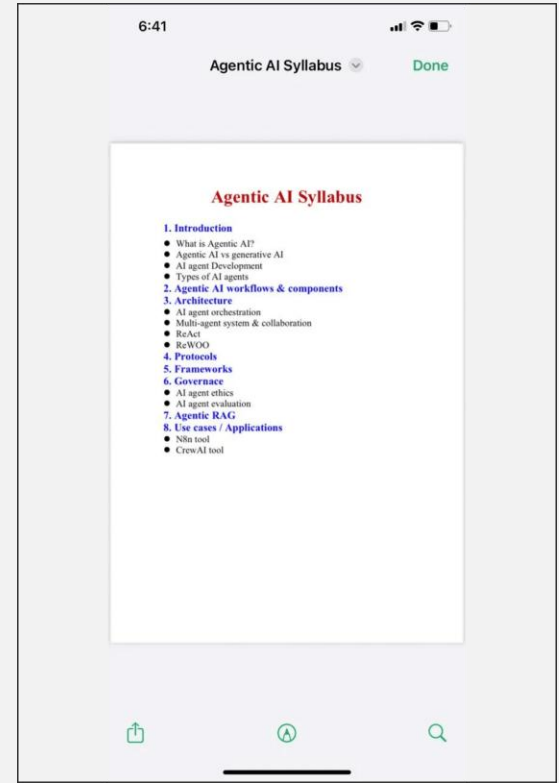 6:41
Agentic AI Syllabus
Done
Agentic AI Syllabus
1. Introduction
● What is Agentic AI?
● Agentic AI vs generative AI
● AI agent Development
● Types of AI agents
2. Agentic AI workflows & components
3. Architecture
● AI agent orchestration
● Multi-agent system & collaboration
● ReAct
● ReWOO
4. Protocols
5. Frameworks
6. Governace
● AI agent ethics
● AI agent evaluation
7. Agentic RAG
8. Use cases / Applications
● N8n tool
● CrewAI tool